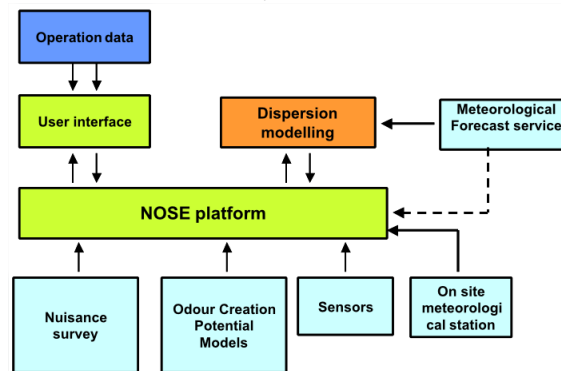 Operation data
User interface
Dispersion
modelling
Meteorological
Forecast service
NOSE platform
Nuisance
survey
Odour Creation
Potential
Models
Sensors
On site
meteorologi
cal station